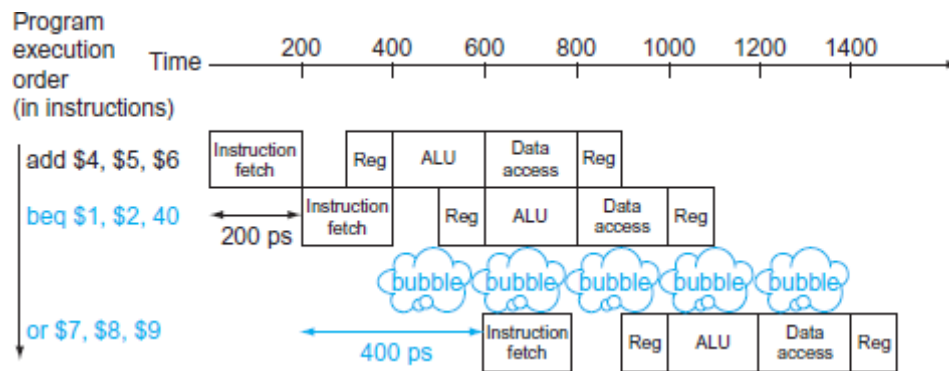 Program
execution
order
(in instructions)
Time
200 400 600 800 1000 1200 1400
add $4, $5, $6
Instruction
fetch
Reg
ALU
Data
access
Reg
beq $1, $2, 40
200 ps
Instruction
fetch
Reg
ALU
Data
access
Reg
bubble bubble bubble bubble bubble
or $7, $8, $9
400 ps
Instruction
fetch
Reg
ALU
Data
access
Reg